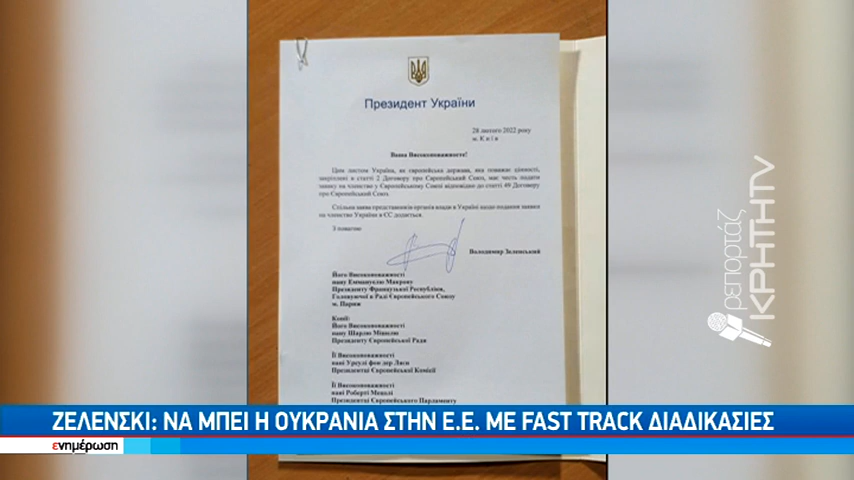 Президент України
28 лютого 2022 року
м. К и ї в
Ваша Високоповажносте!
Цим листом Україна, як європейська держава, яка поважає цінності,
закріплені в статті 2 Договору про Європейський Союз, має честь подати
заявку на членство у Європейському Союзі відповідно до статті 49 Договору
про Європейський Союз.
Спільна заява представників органів влади в Україні щодо подання заявки
на членство України в ЄС додається.
З повагою
Володимир Зеленський
Його Високоповажності
пану Еммануелю Макрону
Президенту Французької Республіки,
Головуючої в Раді Європейського Союзу
м. Париж
Копії:
Його Високоповажності
пану Шарлю Мішелю
Президенту Європейської Ради
Її Високоповажності
пані Урсулі фон дер Ляєн
Президентці Європейської Комісії
Її Високоповажності
пані Роберті Мецолі
Президентці Європейського Парламенту
ρεπορτάζ
ΚΡΗΤΗTV
ΖΕΛΕΝΣΚΙ: ΝΑ ΜΠΕΙ Η ΟΥΚΡΑΝΙΑ ΣΤΗΝ Ε.Ε. ΜΕ FAST TRACK ΔΙΑΔΙΚΑΣΙΕΣ
ενημέρωση